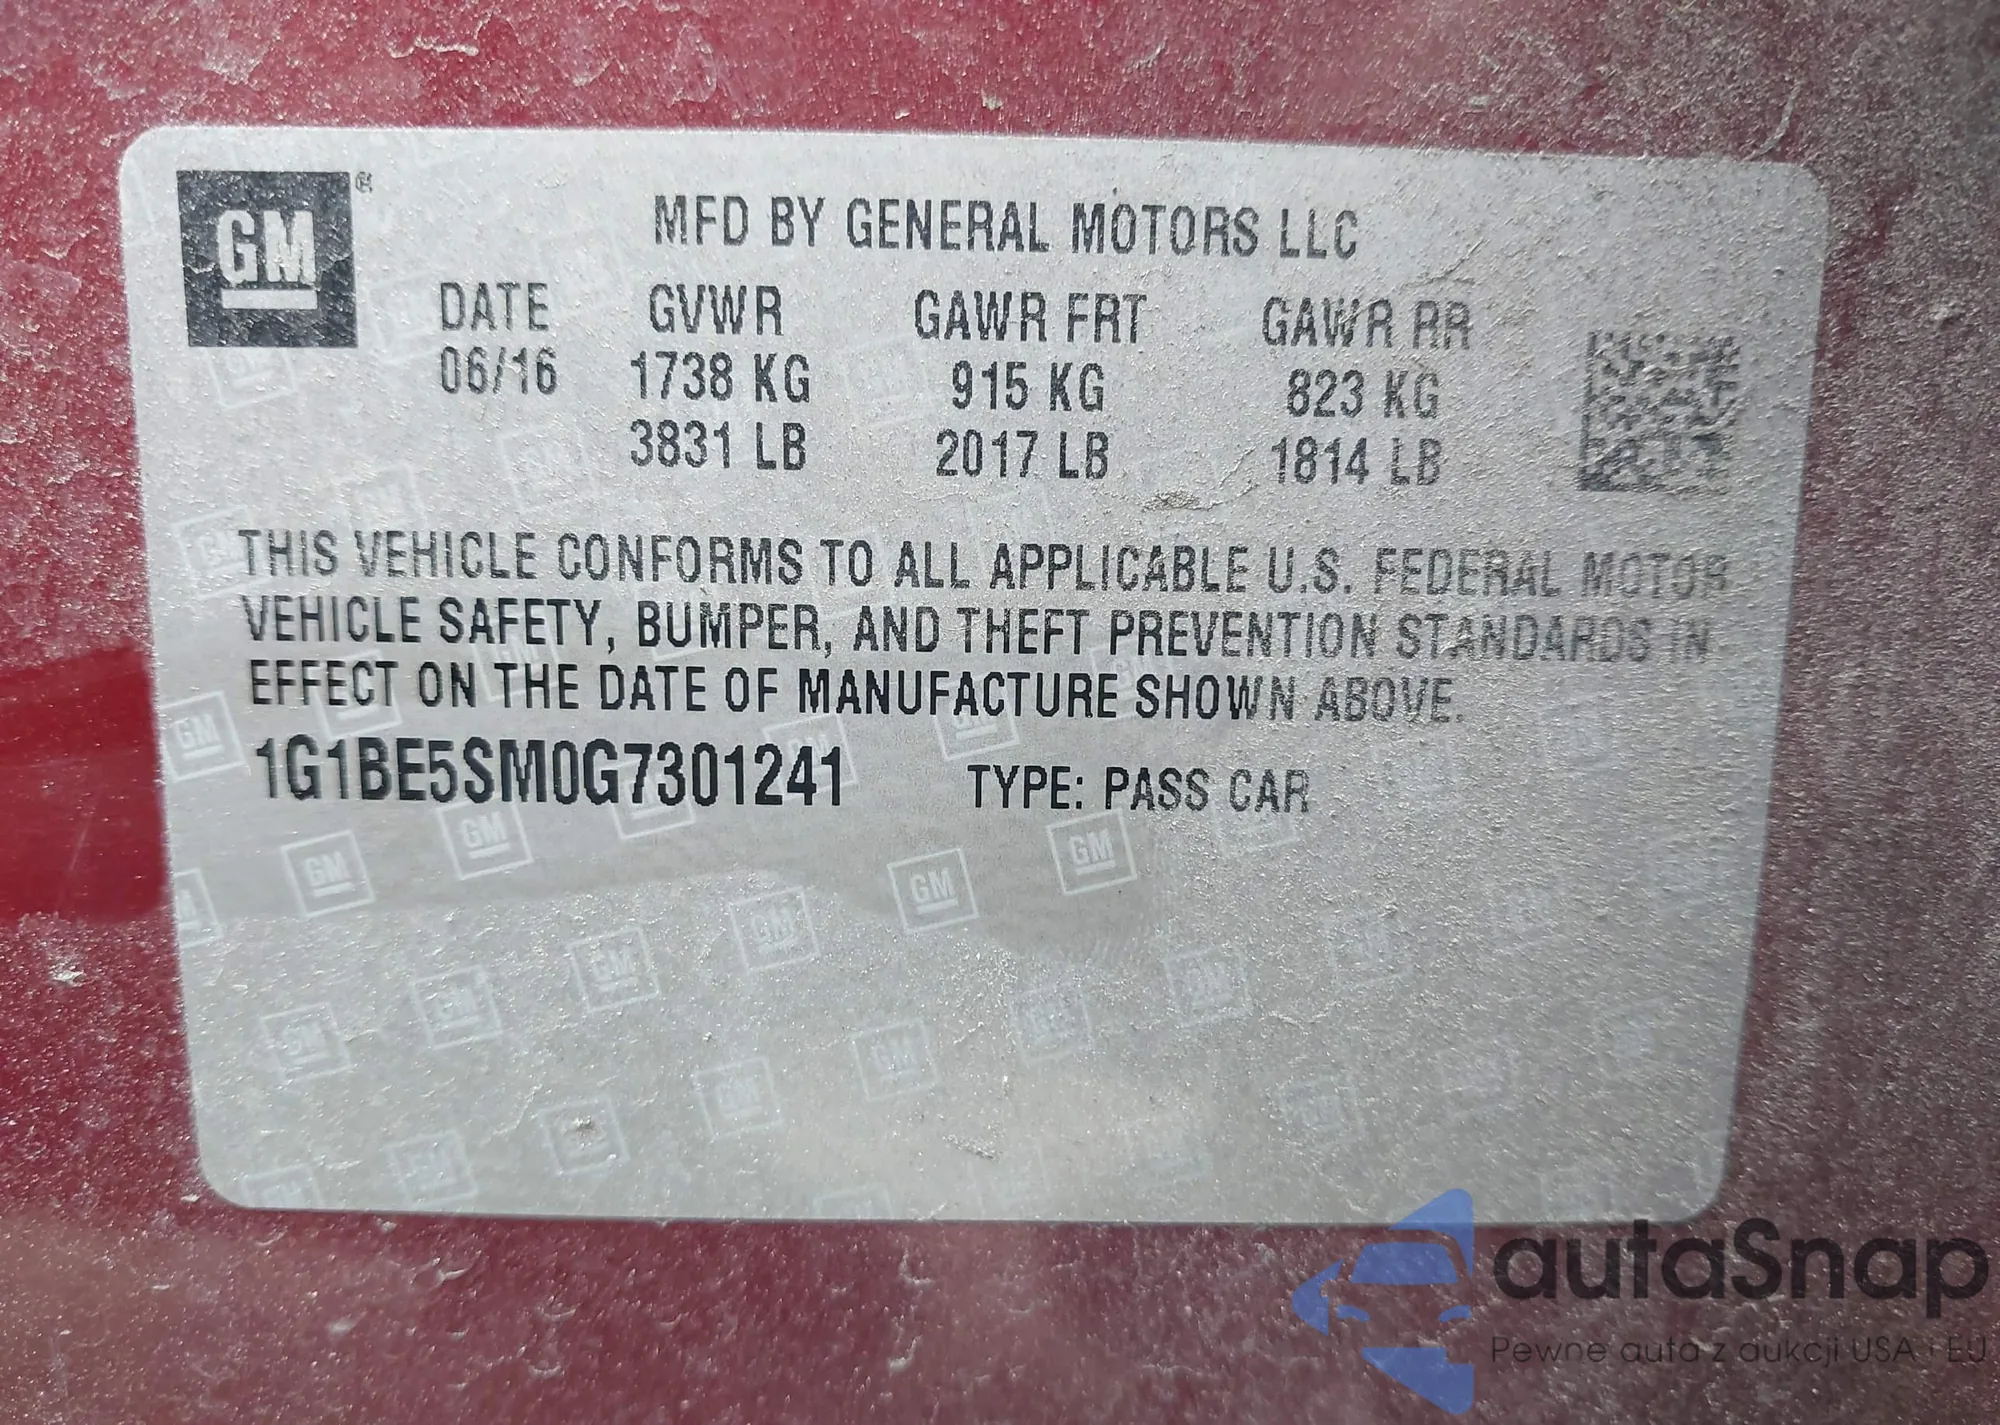 GM®
MFD BY GENERAL MOTORS LLC
DATE GVWR GAWR FRT GAWR RR
06/16 1738 KG 915 KG 823 KG
3831 LB 2017 LB 1814 LB
THIS VEHICLE CONFORMS TO ALL APPLICABLE U.S. FEDERAL MOTOR
VEHICLE SAFETY, BUMPER, AND THEFT PREVENTION STANDARDS IN
EFFECT ON THE DATE OF MANUFACTURE SHOWN ABOVE.
1G1BE5SM0G7301241 TYPE: PASS CAR
autaSnap
Pewne auta z aukcji USA i EU